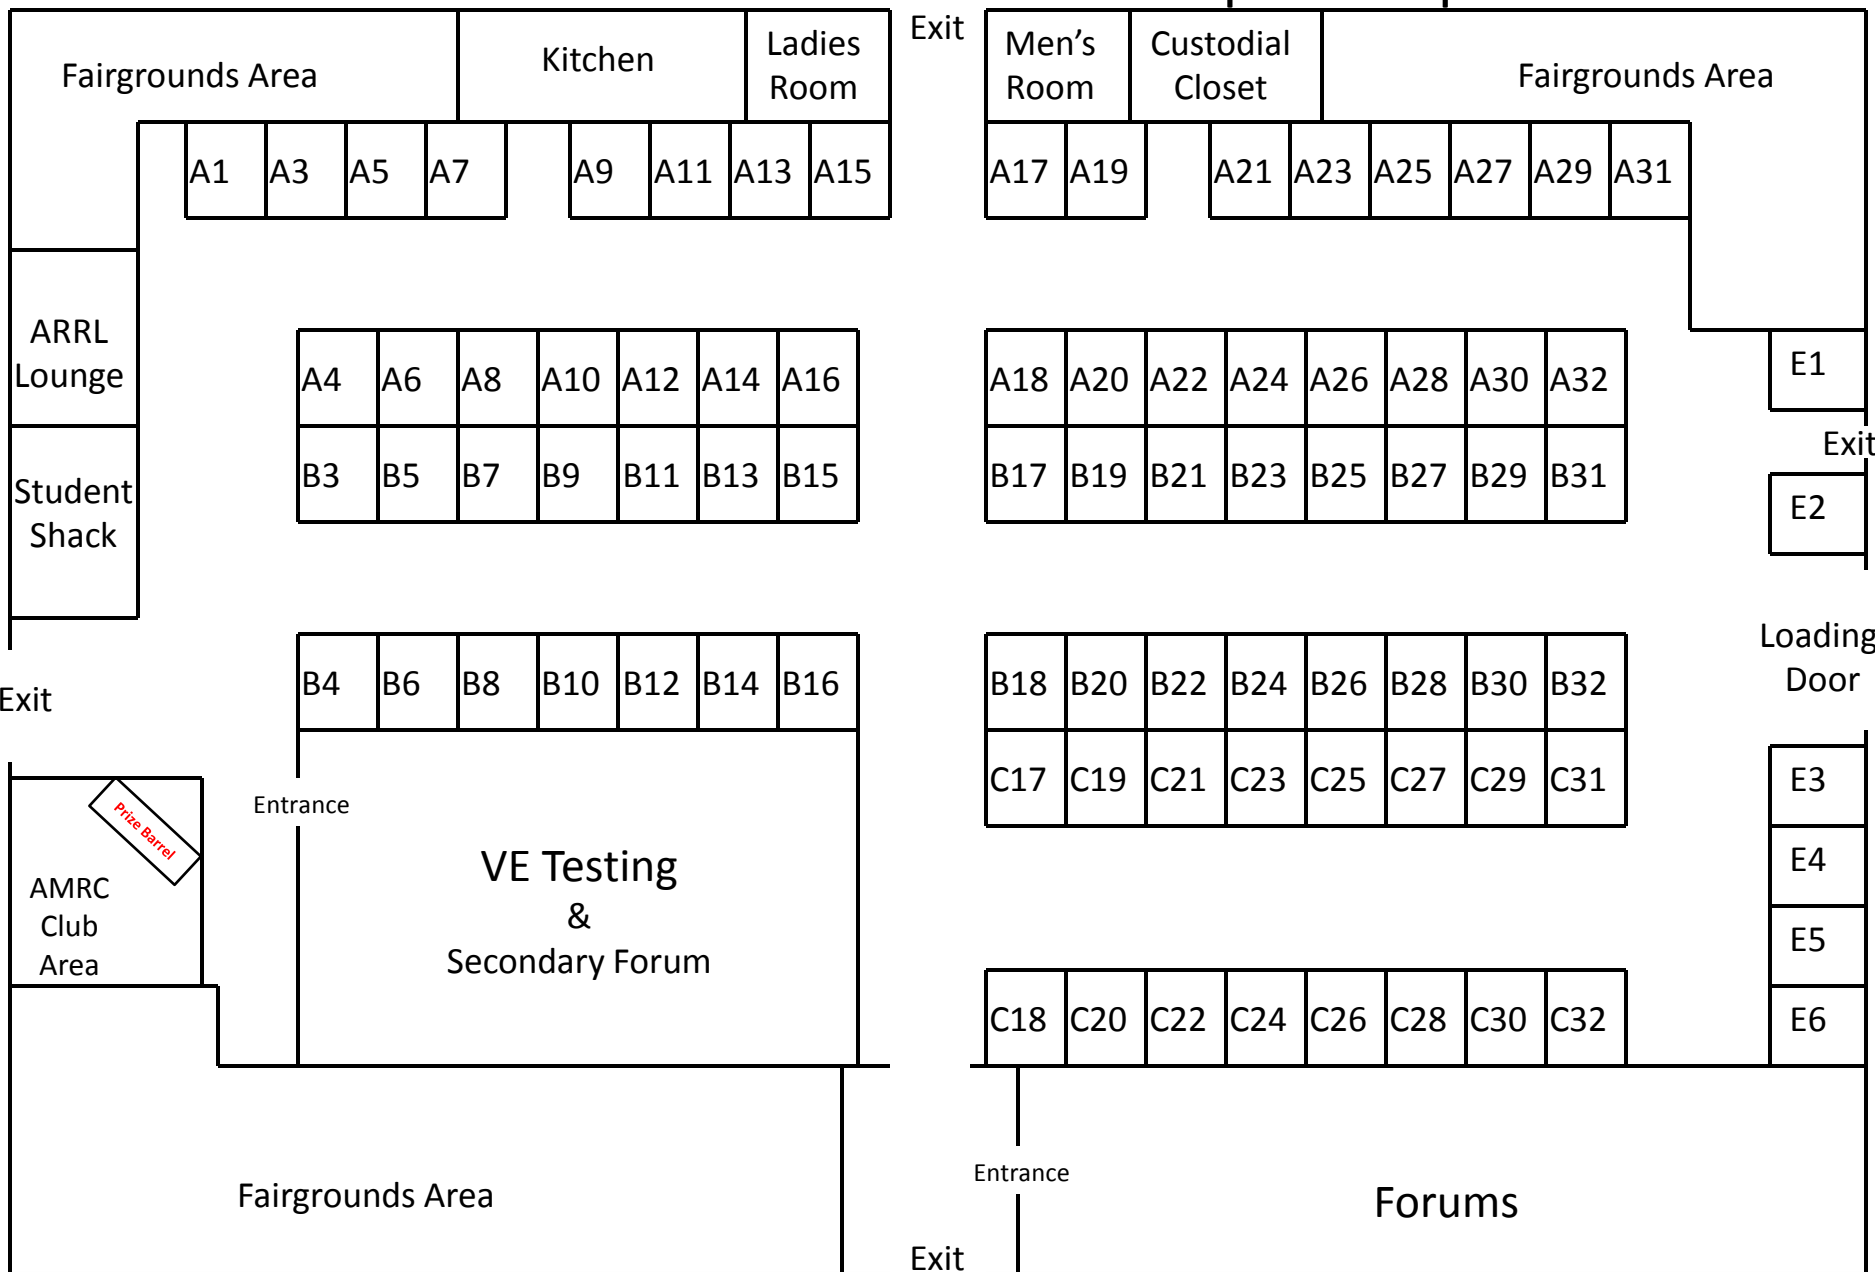 Exit
Fairgrounds Area
Kitchen
Ladies
Room
Men's
Room
Custodial
Closet
Fairgrounds Area
A1 A3 A5 A7 A9 A11 A13 A15 A17 A19 A21 A23 A25 A27 A29 A31
ARRL
Lounge
A4 A6 A8 A10 A12 A14 A16 A18 A20 A22 A24 A26 A28 A30 A32
E1
Exit
Student
Shack
B3 B5 B7 B9 B11 B13 B15 B17 B19 B21 B23 B25 B27 B29 B31
E2
Loading
Door
Exit
B4 B6 B8 B10 B12 B14 B16 B18 B20 B22 B24 B26 B28 B30 B32
Entrance
C17 C19 C21 C23 C25 C27 C29 C31
E3
Prize Barrel
VE Testing
&
Secondary Forum
E4
AMRC
Club
Area
E5
C18 C20 C22 C24 C26 C28 C30 C32
E6
Fairgrounds Area
Entrance
Forums
Exit